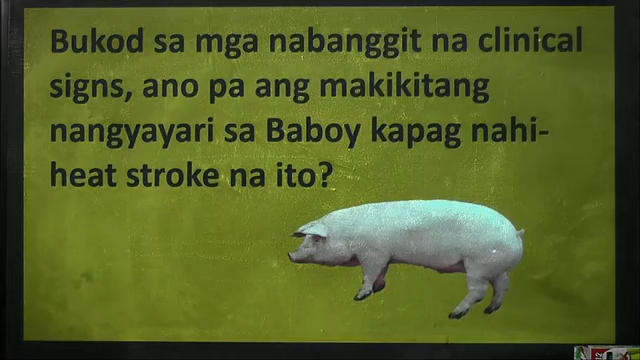 Bukod sa mga nabanggit na clinical
signs, ano pa ang makikitang
nangyayari sa Baboy kapag nahi-
heat stroke na ito?